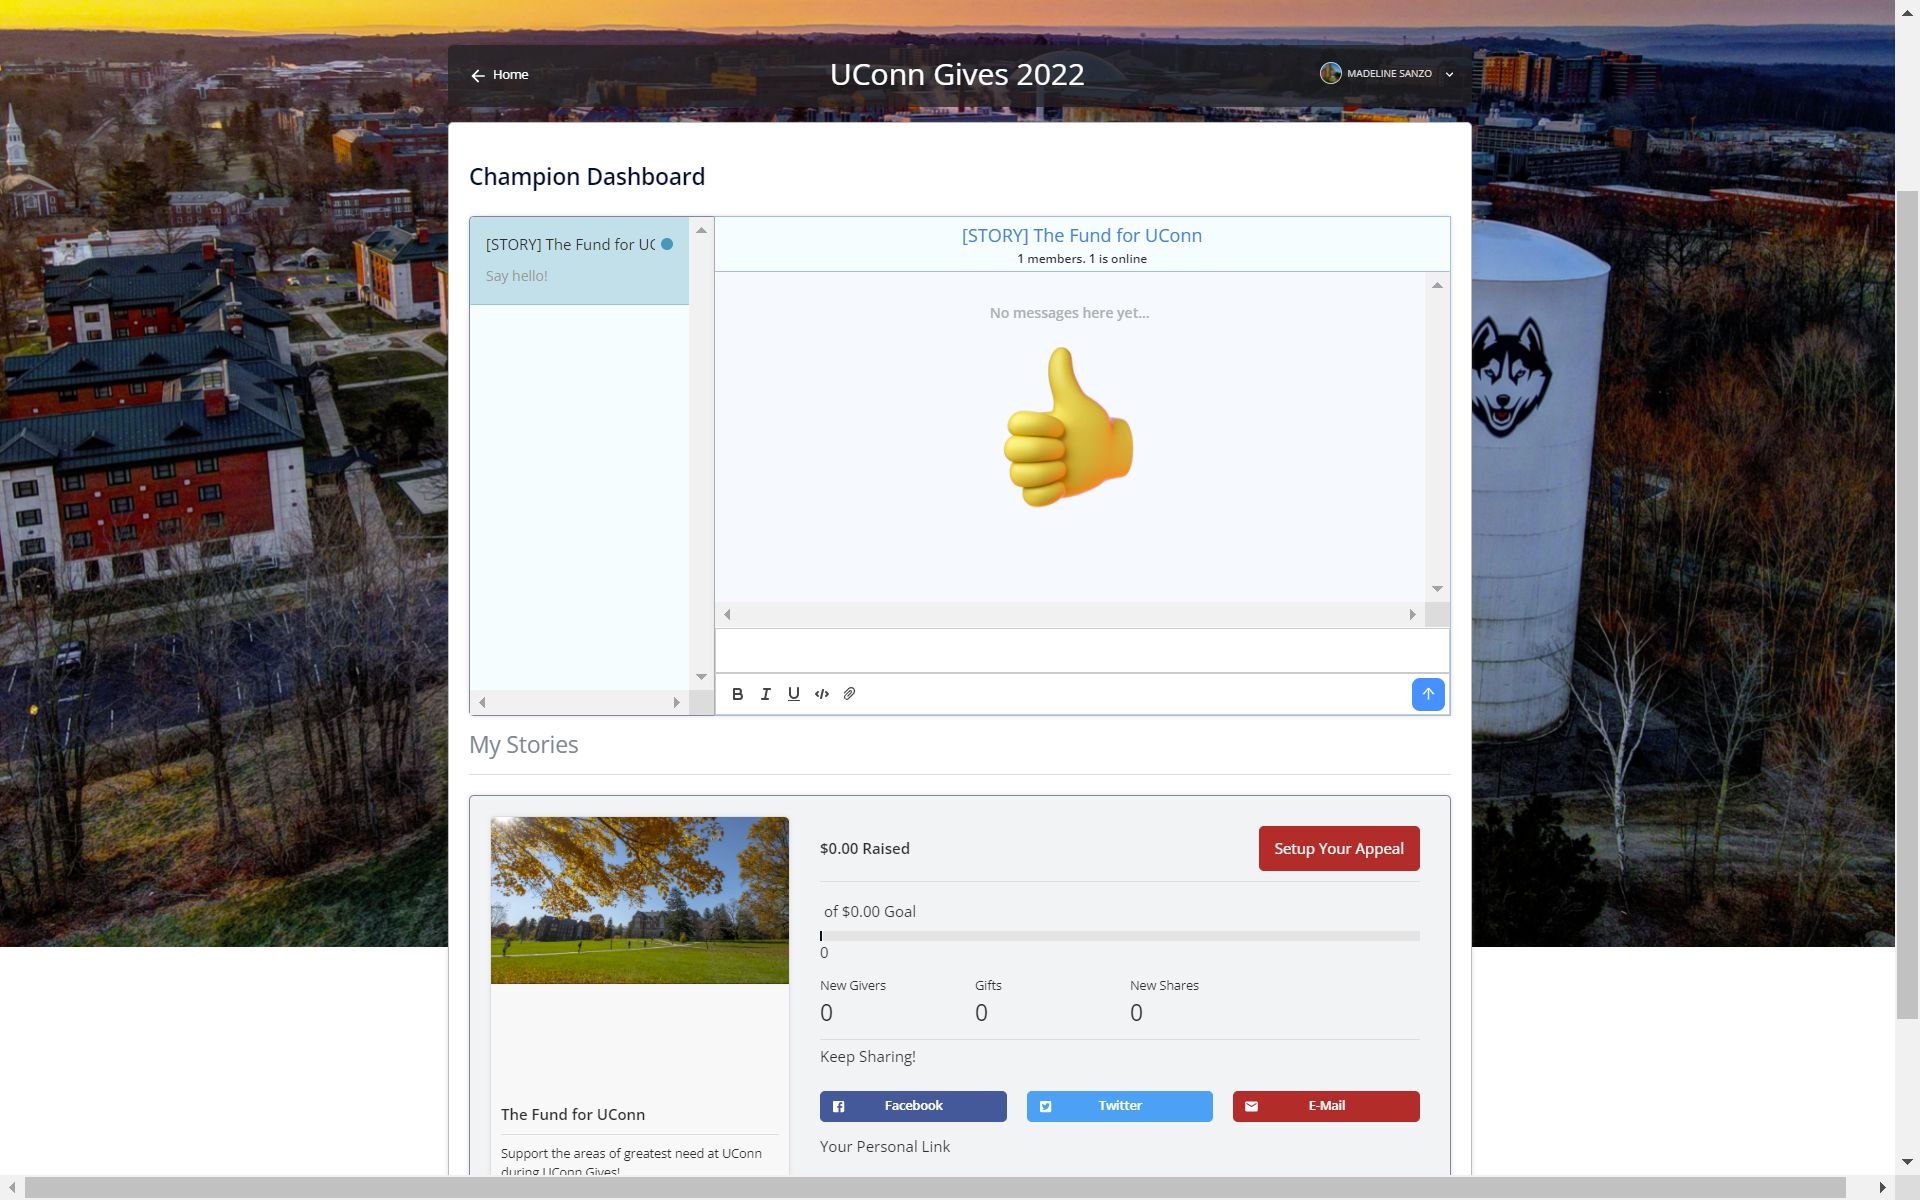 Home
UConn Gives 2022
MADELINE SANZO
Champion Dashboard
[STORY] The Fund for UC
Say hello!
[STORY] The Fund for UConn
1 members. 1 is online
No messages here yet...
B I U </>
My Stories
$0.00 Raised
Setup Your Appeal
of $0.00 Goal
0
New Givers
Gifts
New Shares
0
0
0
Keep Sharing!
Facebook
Twitter
E-Mail
Your Personal Link
The Fund for UConn
Support the areas of greatest need at UConn
during UConn Gives!